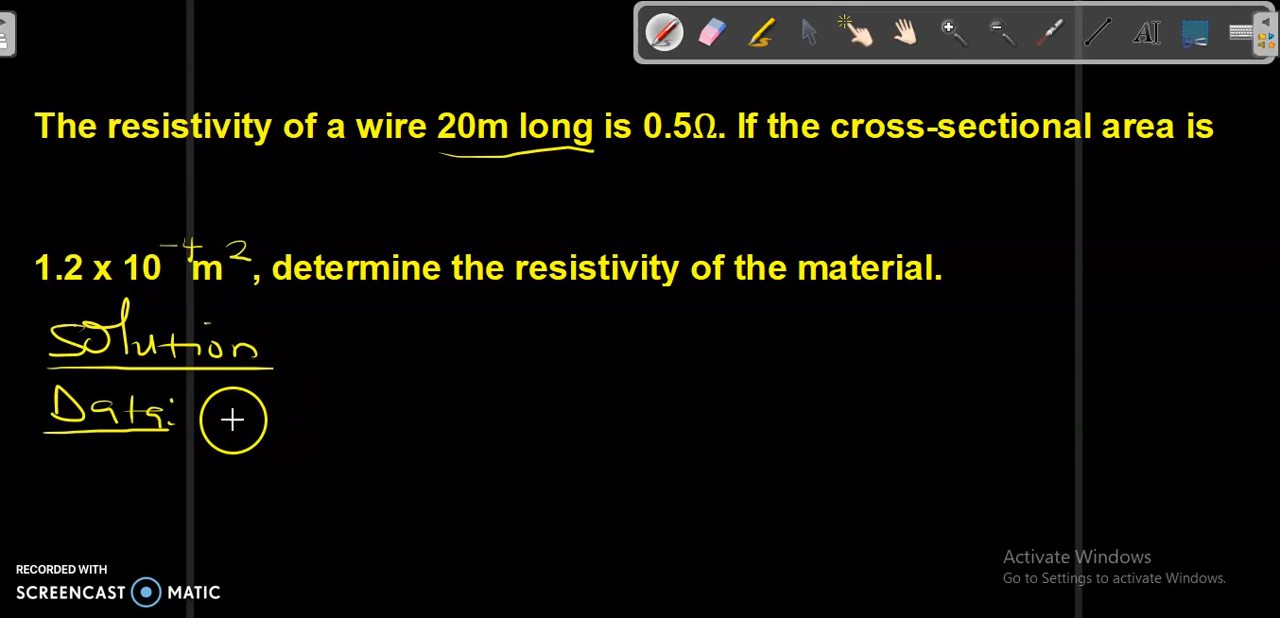 AI
The resistivity of a wire 20m long is 0.5Ω. If the cross-sectional area is
1.2 x 10⁻⁴m², determine the resistivity of the material.
Solution
Data:
Activate Windows
Go to Settings to activate Windows.
RECORDED WITH
SCREENCAST MATIC